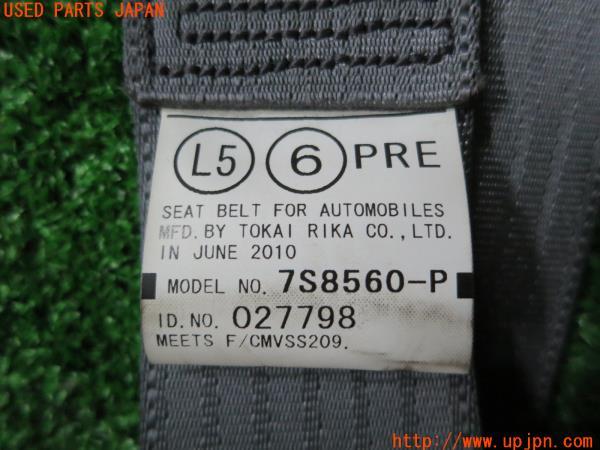 USED PARTS JAPAN
L5 6 PRE
SEAT BELT FOR AUTOMOBILES
MFD.BY TOKAI RIKA CO.,LTD.
IN JUNE 2010
MODEL NO. 7S8560-P
ID.NO. 027798
MEETS F/CMVSS209.
http://www.upjpn.com/